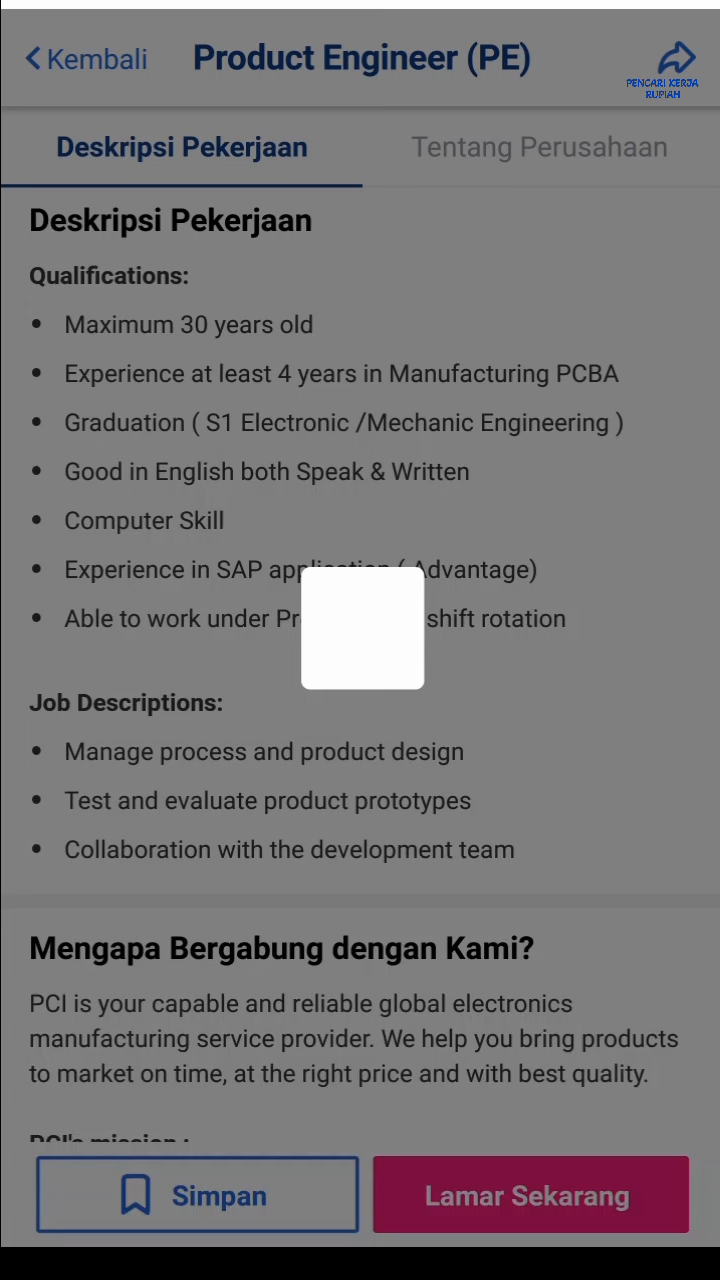 Kembali
Product Engineer (PE)
PENCARI KERJA
RUPIAH
Deskripsi Pekerjaan
Tentang Perusahaan
Deskripsi Pekerjaan
Qualifications:
• Maximum 30 years old
• Experience at least 4 years in Manufacturing PCBA
• Graduation ( S1 Electronic /Mechanic Engineering )
• Good in English both Speak & Written
• Computer Skill
• Experience in SAP application ( Advantage)
• Able to work under shift rotation
Job Descriptions:
• Manage process and product design
• Test and evaluate product prototypes
• Collaboration with the development team
Mengapa Bergabung dengan Kami?
PCI is your capable and reliable global electronics
manufacturing service provider. We help you bring products
to market on time, at the right price and with best quality.
PCI's mission :
Simpan
Lamar Sekarang